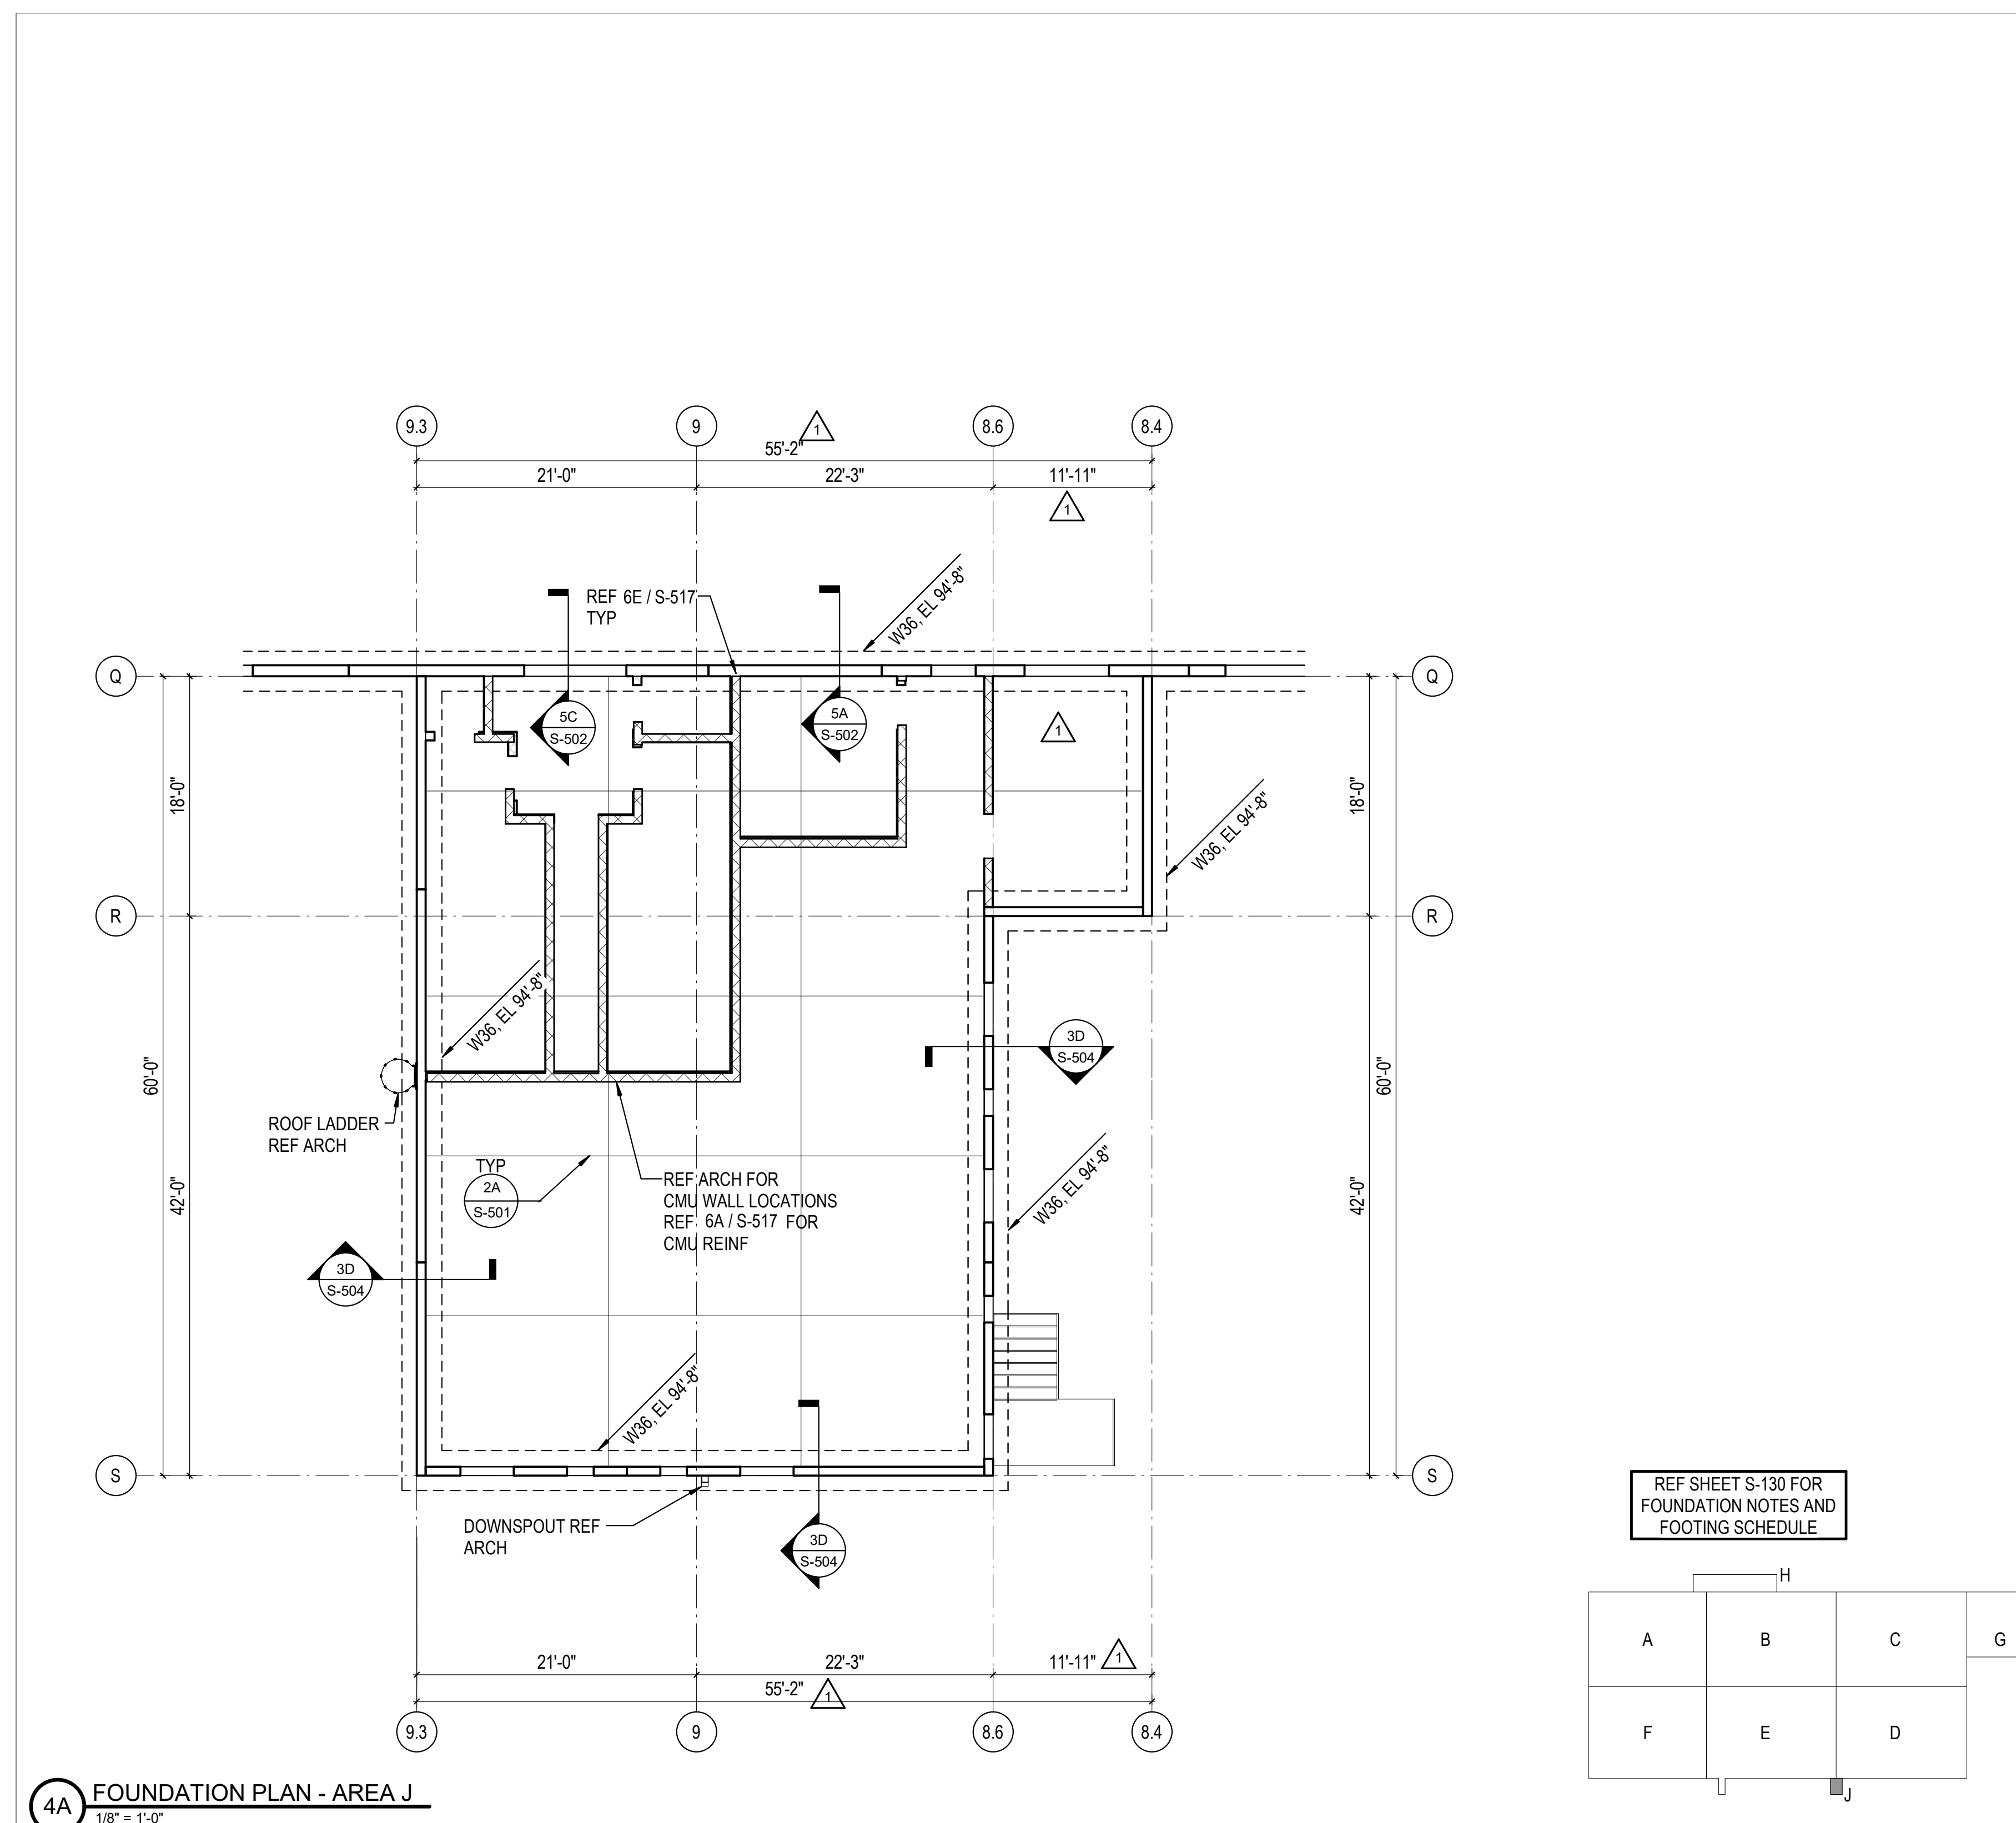 9.3
9
1
8.6
8.4
55'-2"
21'-0"
22'-3"
11'-11"
1
W36, EL 94'-8"
REF 6E / S-517
TYP
Q
Q
5C
S-502
5A
S-502
1
18'-0"
18'-0"
W36, EL 94'-8"
R
R
W36, EL 94'-8"
3D
S-504
60'-0"
60'-0"
ROOF LADDER
REF ARCH
TYP
2A
S-501
REF ARCH FOR
CMU WALL LOCATIONS
REF 6A / S-517 FOR
CMU REINF
W36, EL 94'-8"
42'-0"
42'-0"
3D
S-504
W36, EL 94'-8"
S
S
REF SHEET S-130 FOR
FOUNDATION NOTES AND
FOOTING SCHEDULE
DOWNSPOUT REF
ARCH
3D
S-504
H
A
B
C
G
21'-0"
22'-3"
11'-11"
1
55'-2"
1
9.3
9
8.6
8.4
F
E
D
J
4A
FOUNDATION PLAN - AREA J
1/8" = 1'-0"